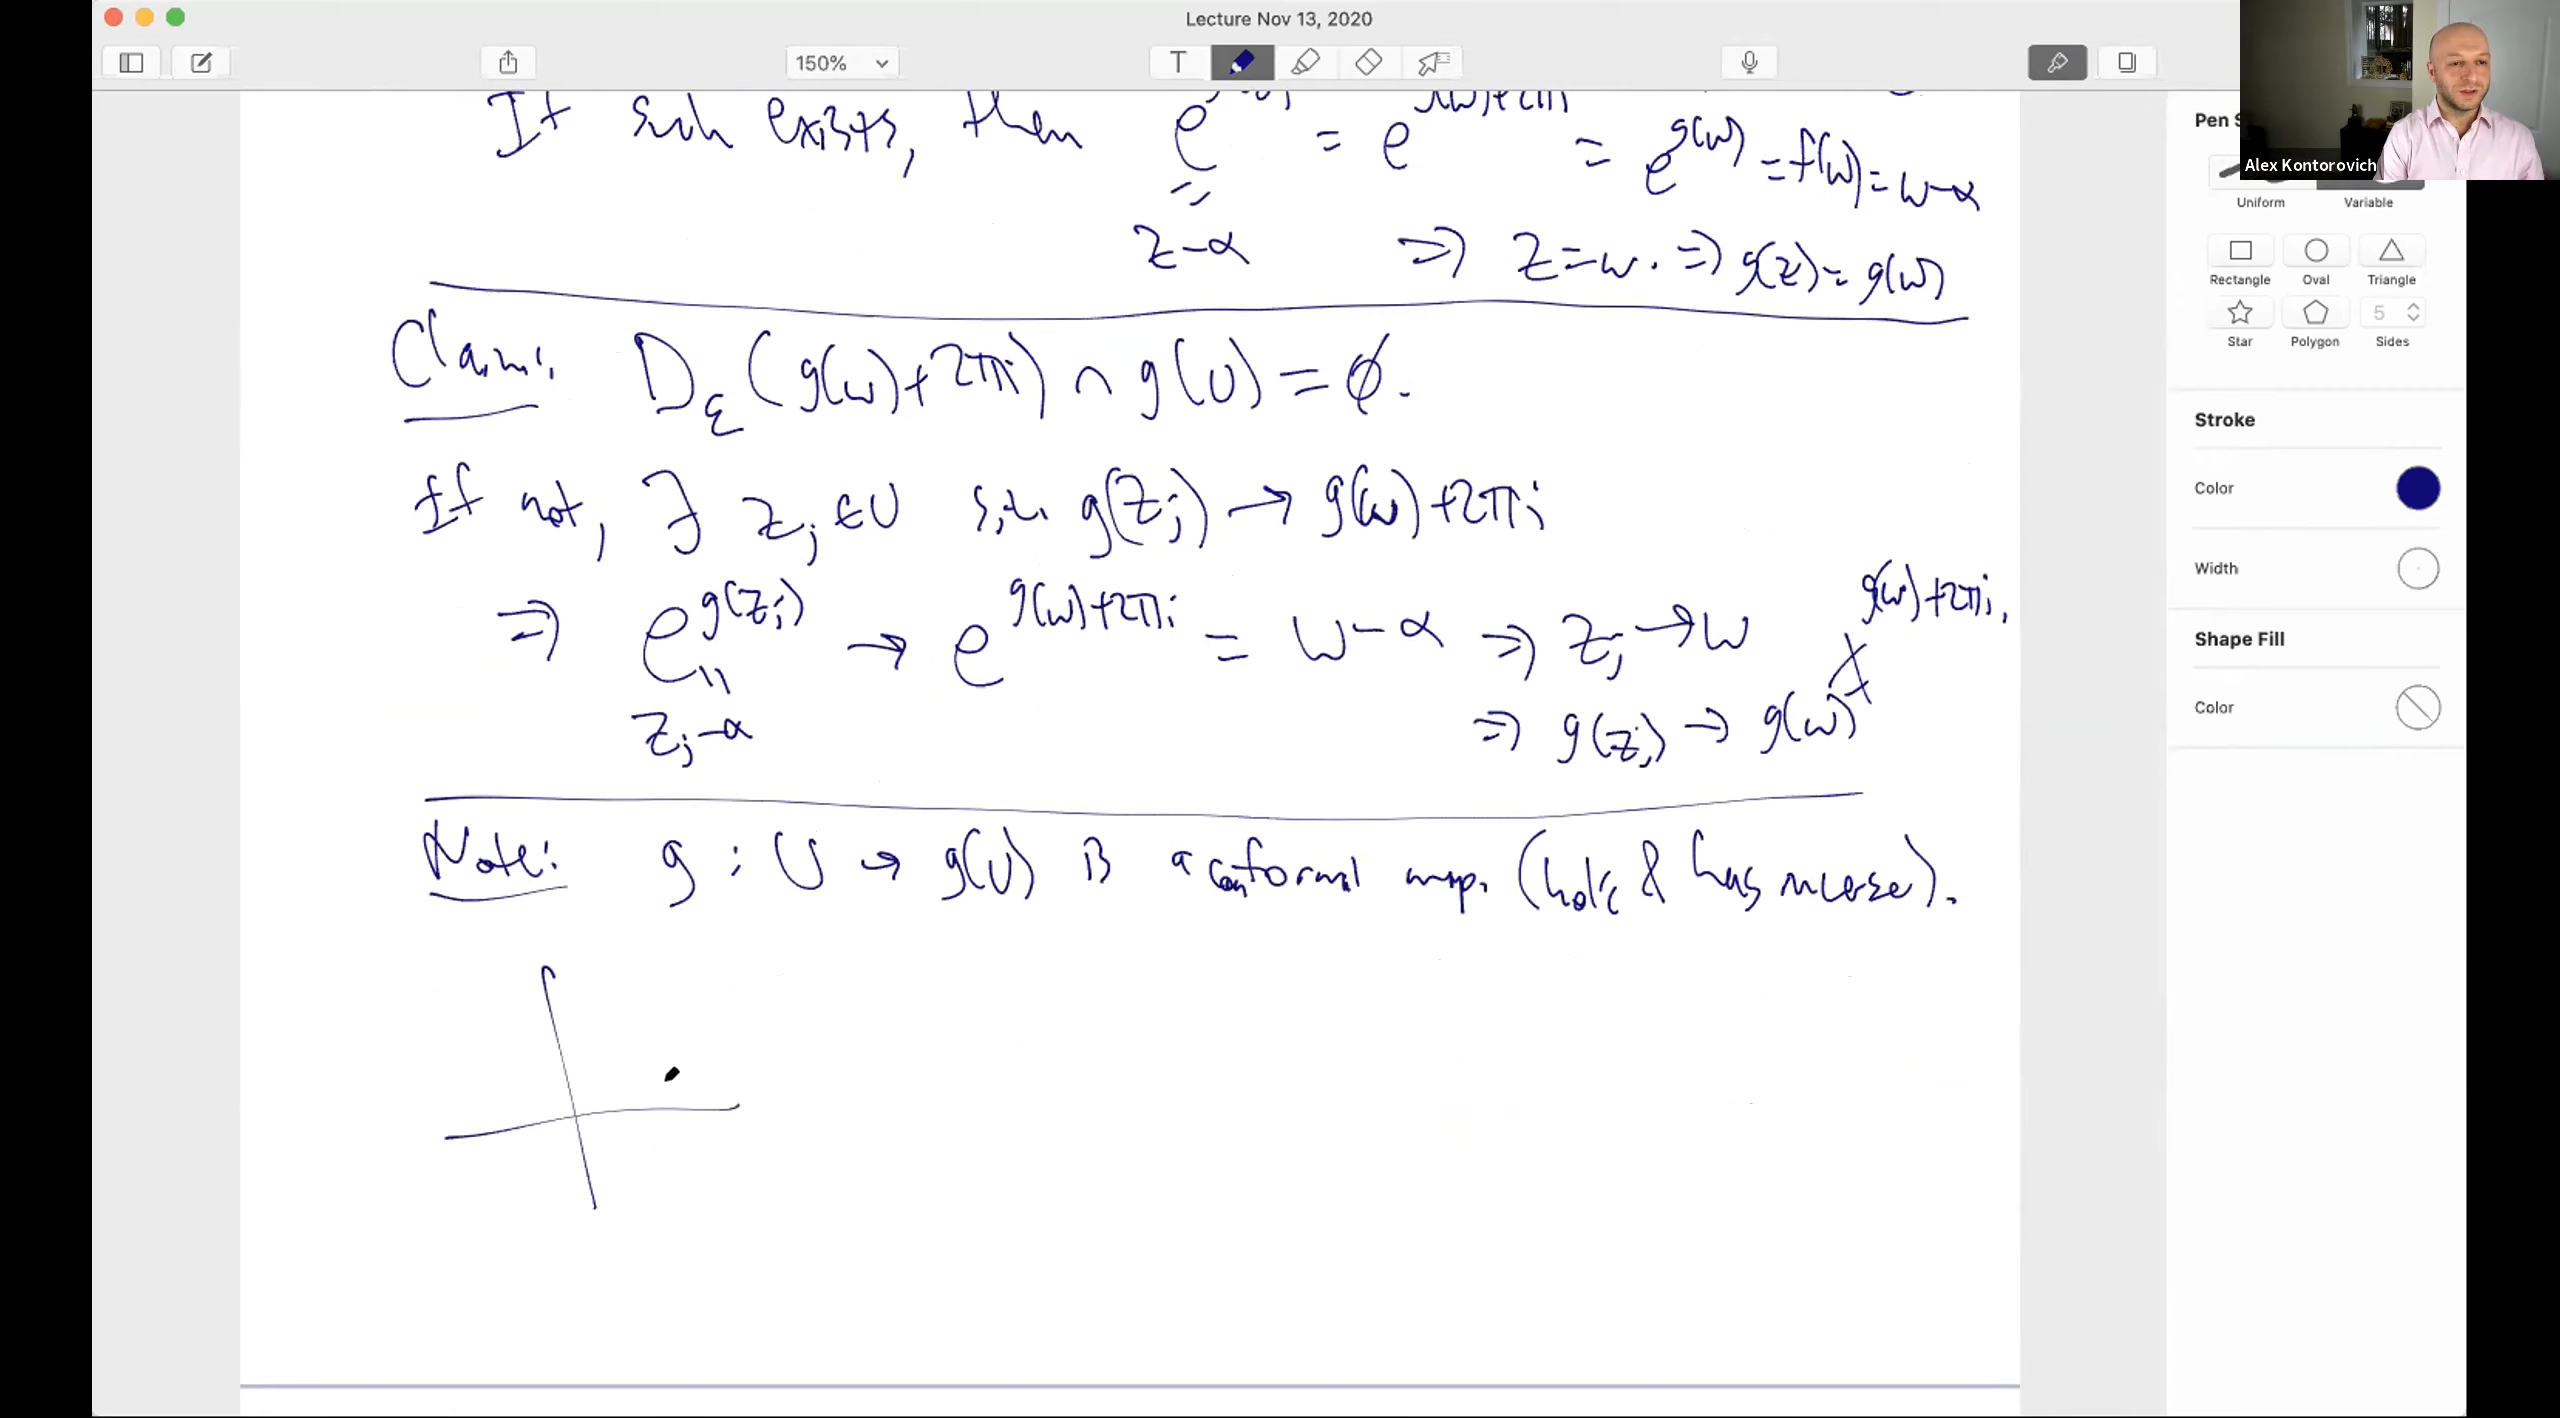 Lecture Nov 13, 2020
150%
T
Alex Kontorovich
Pen S
Uniform Variable
Rectangle Oval Triangle
5
Star Polygon Sides
Stroke
Color
Width
Shape Fill
Color
If such exists, then e = e = e^{g(w)} = f(w) = w-α
=
z-α ⇒ z=w. ⇒ g(z)=g(w)
Claim: D_ε(g(w)+2πi) ∩ g(U) = ∅.
If not, ∃ z_j ∈ U s.t. g(z_j) → g(w)+2πi
⇒ e^{g(z_j)} → e^{g(w)+2πi} = w-α ⇒ z_j → w g(w)+2πi.
z_j-α ⇒ g(z_j) → g(w)
Note: g: U → g(U) is a conformal map. (hol'c & has inverse).